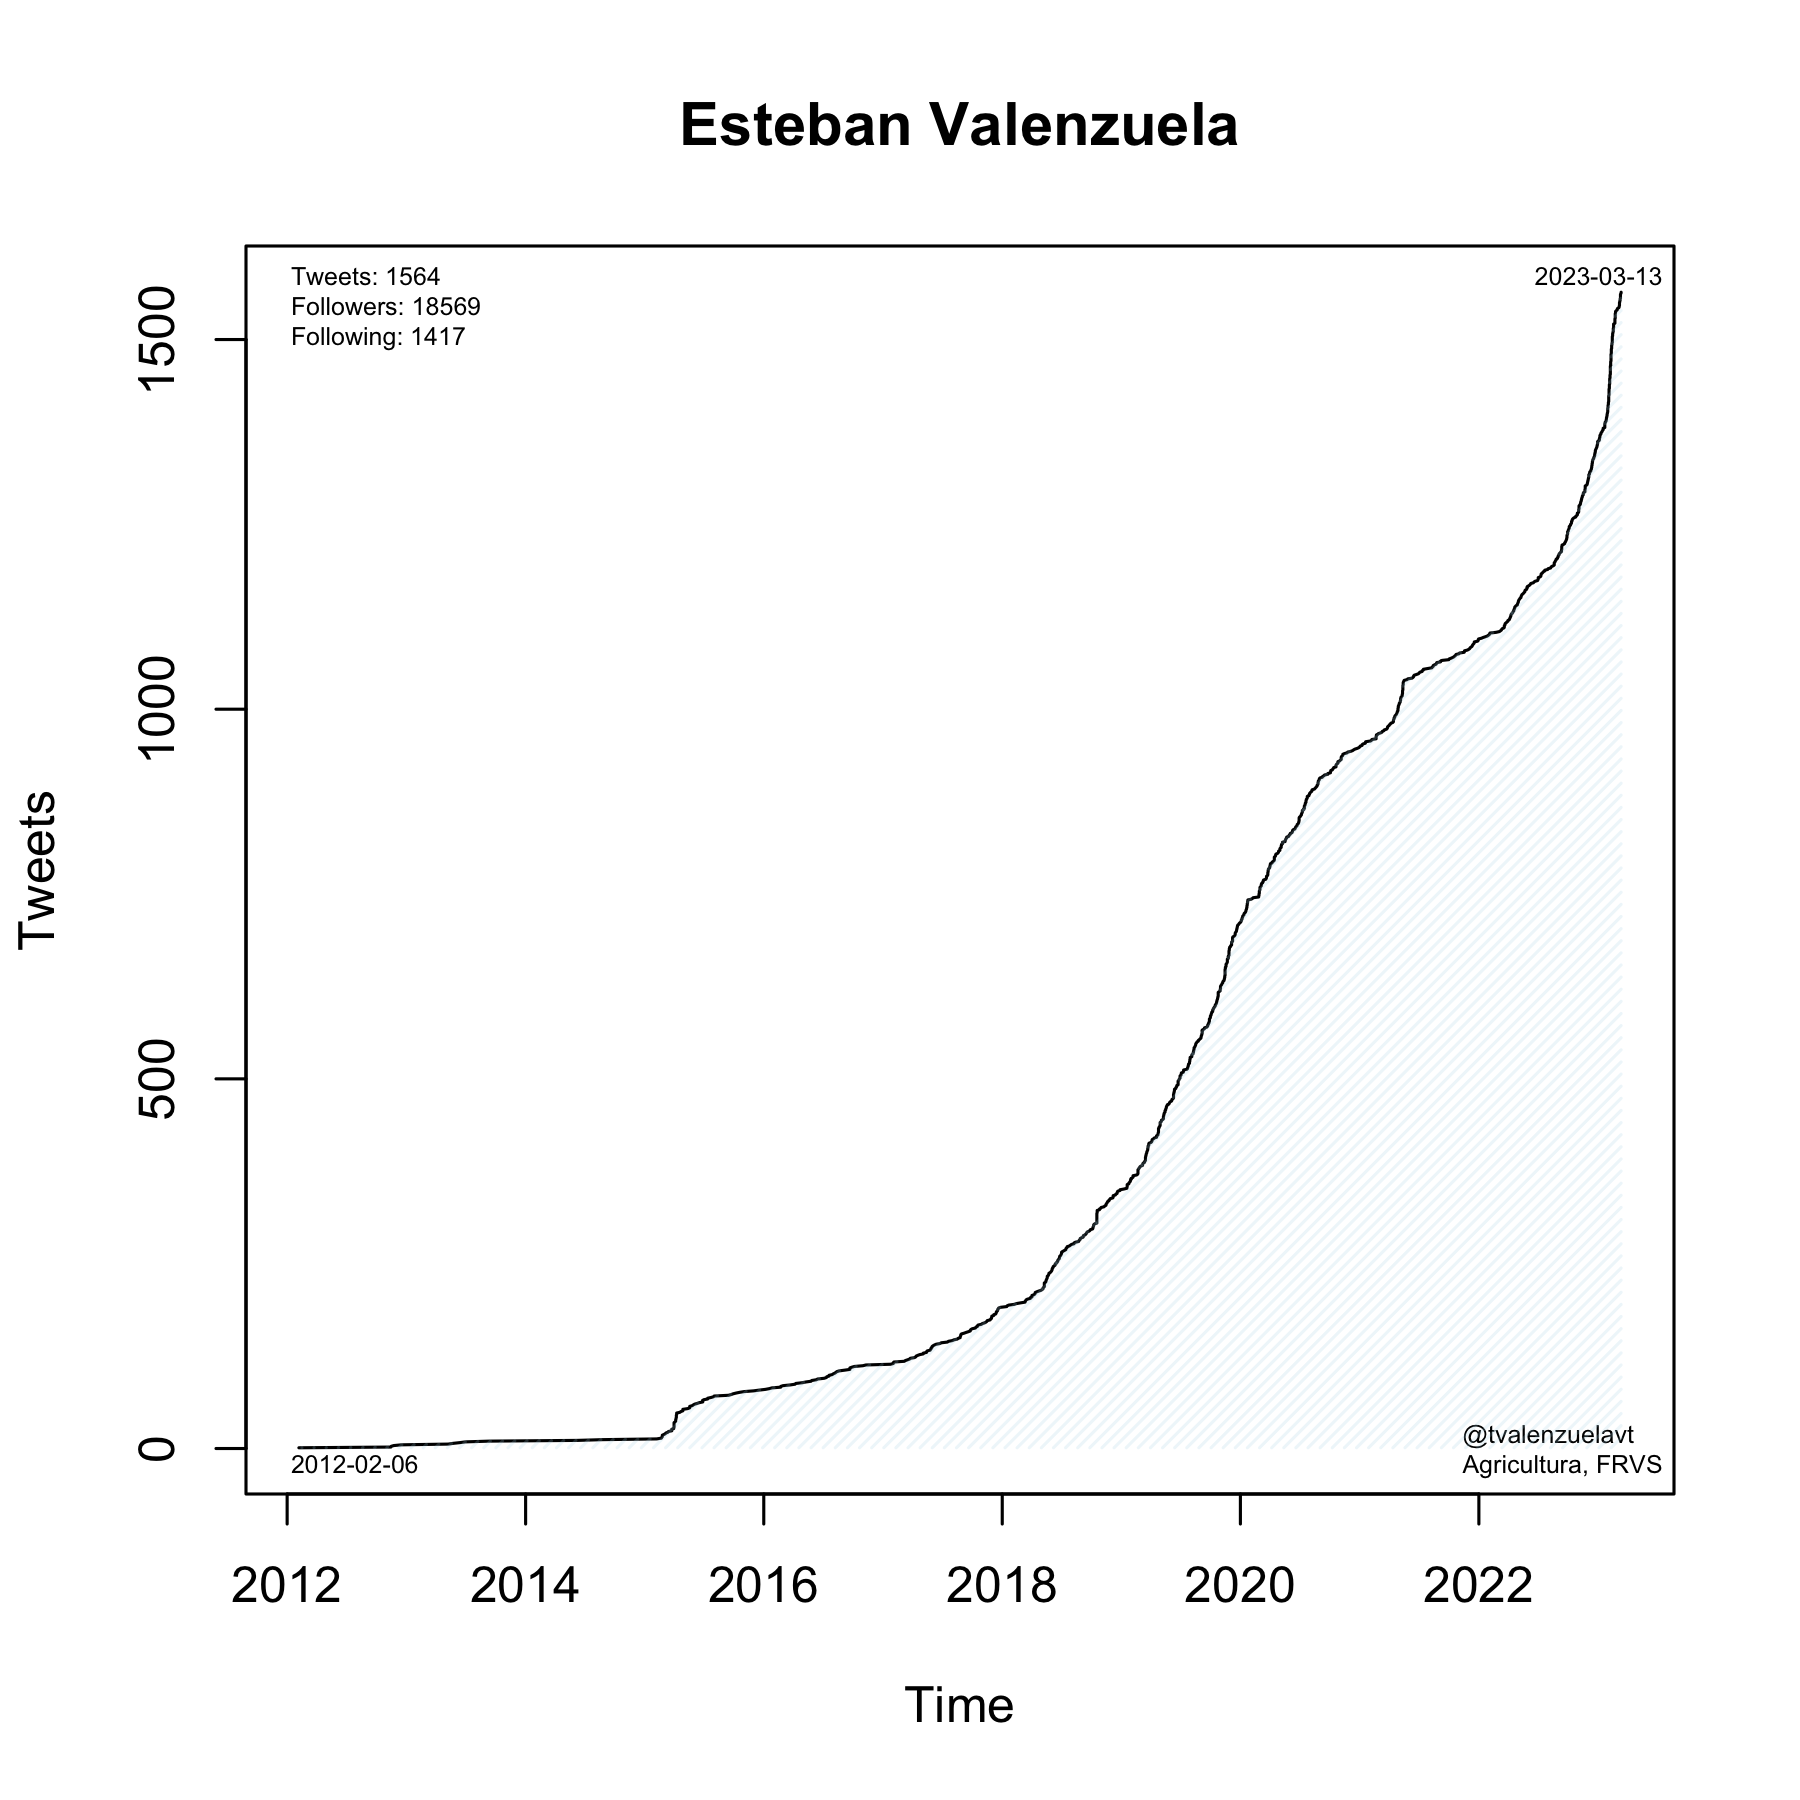 Esteban Valenzuela
Tweets: 1564
Followers: 18569
Following: 1417
2023-03-13
1500
1000
500
0
Tweets
2012-02-06
@tvalenzuelavt
Agricultura, FRVS
2012 2014 2016 2018 2020 2022
Time